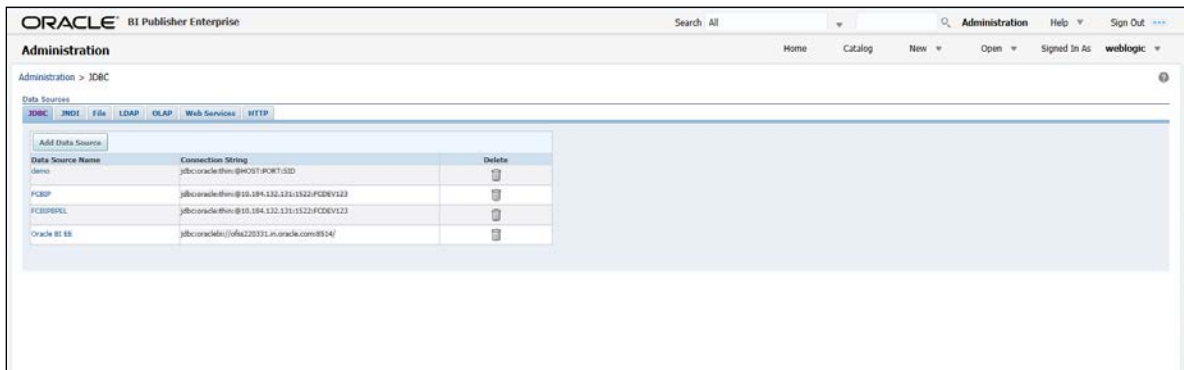 ORACLE BI Publisher Enterprise Search All Administration Help Sign Out
Administration Home Catalog New Open Signed In As weblogic
Administration > JDBC
Data Sources
JDBC JNDI File LDAP OLAP Web Services HTTP
Add Data Source
Data Source Name Connection String Delete
demo jdbc:oracle:thin:@HOST:PORT:SID
FCBIP jdbc:oracle:thin:@10.184.132.131:1522:FCDEV123
FCBIPBPEL jdbc:oracle:thin:@10.184.132.131:1522:FCDEV123
Oracle BI EE jdbc:oraclebi://ofss220331.in.oracle.com:9514/